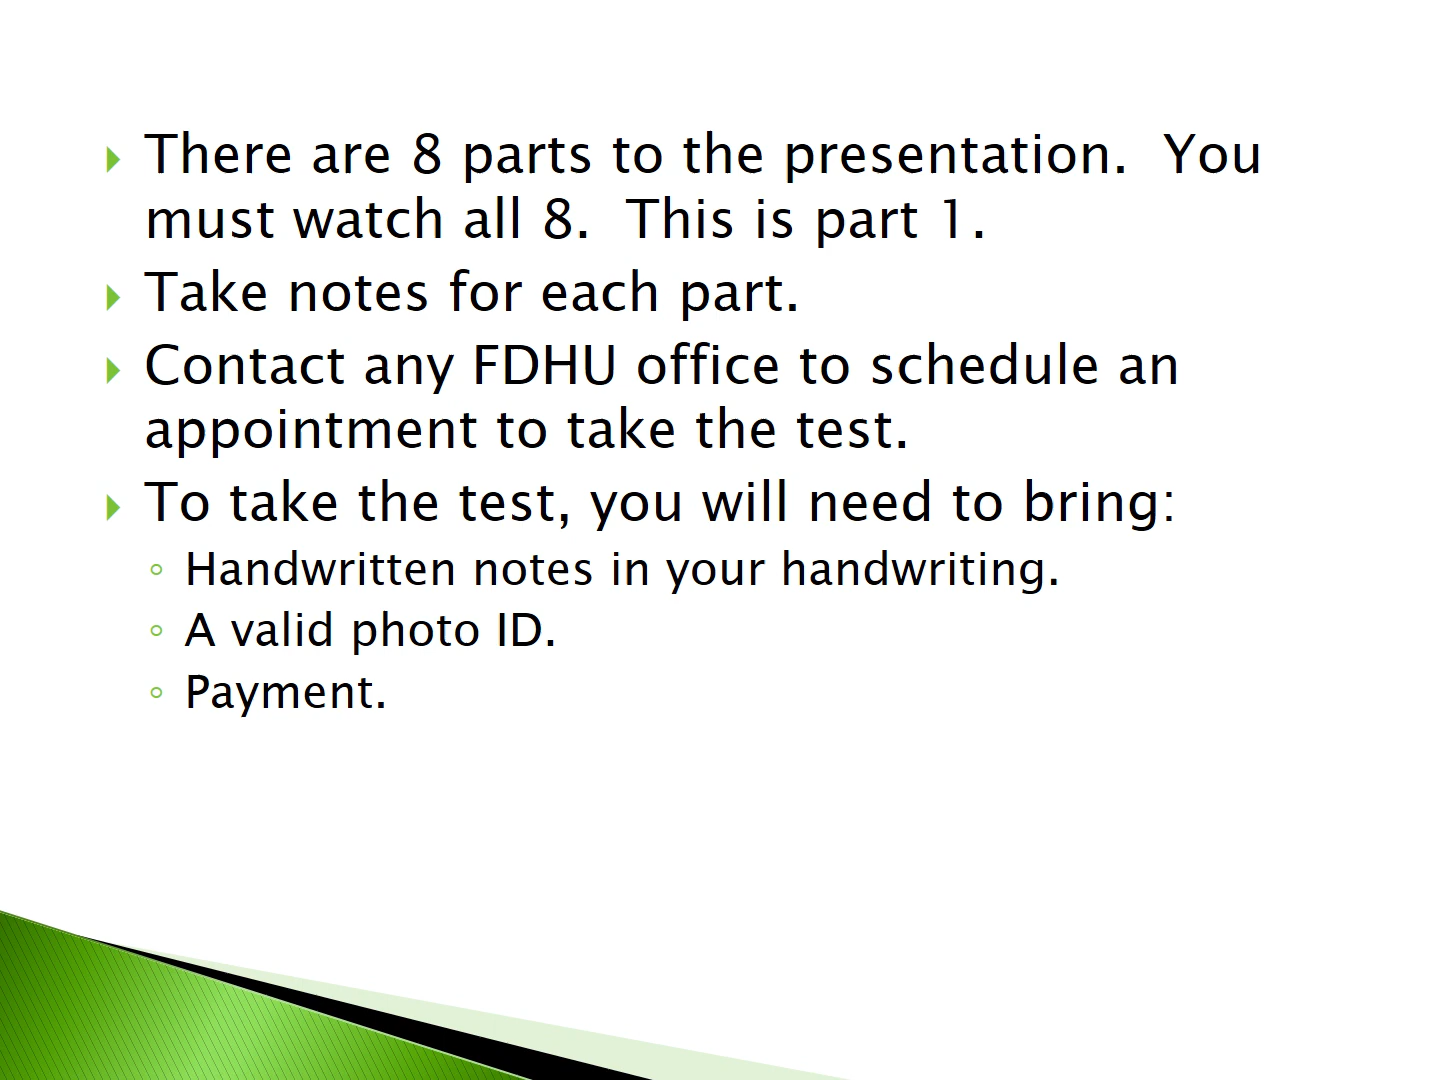 There are 8 parts to the presentation.  You
must watch all 8.  This is part 1.
Take notes for each part.
Contact any FDHU office to schedule an
appointment to take the test.
To take the test, you will need to bring:
Handwritten notes in your handwriting.
A valid photo ID.
Payment.